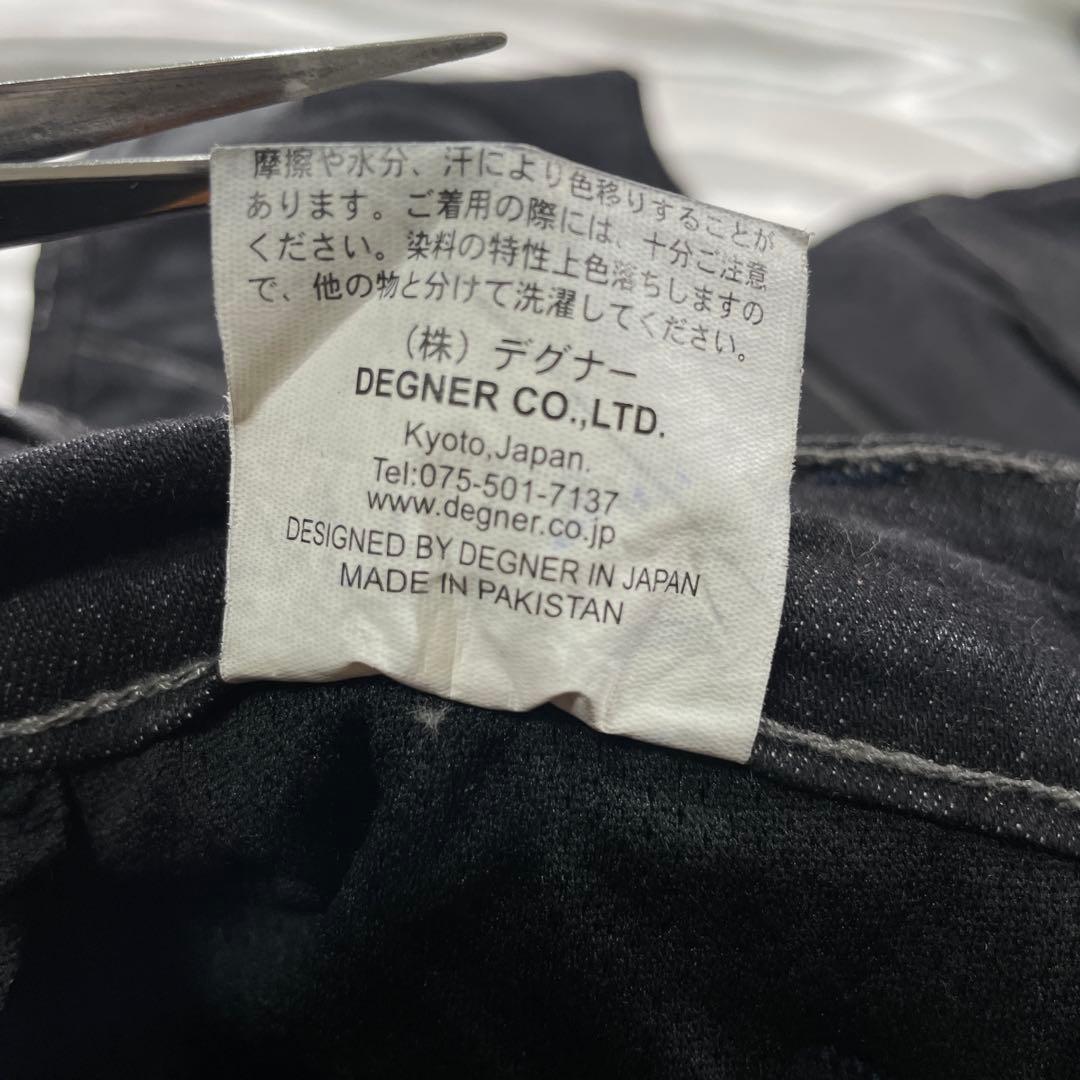 摩擦や水分、汗により色移りすることが
あります。ご着用の際には、十分ご注意
ください。染料の特性上色落ちしますの
で、他の物と分けて洗濯してください。
（株）デグナー
DEGNER CO.,LTD.
Kyoto,Japan.
Tel:075-501-7137
www.degner.co.jp
DESIGNED BY DEGNER IN JAPAN
MADE IN PAKISTAN